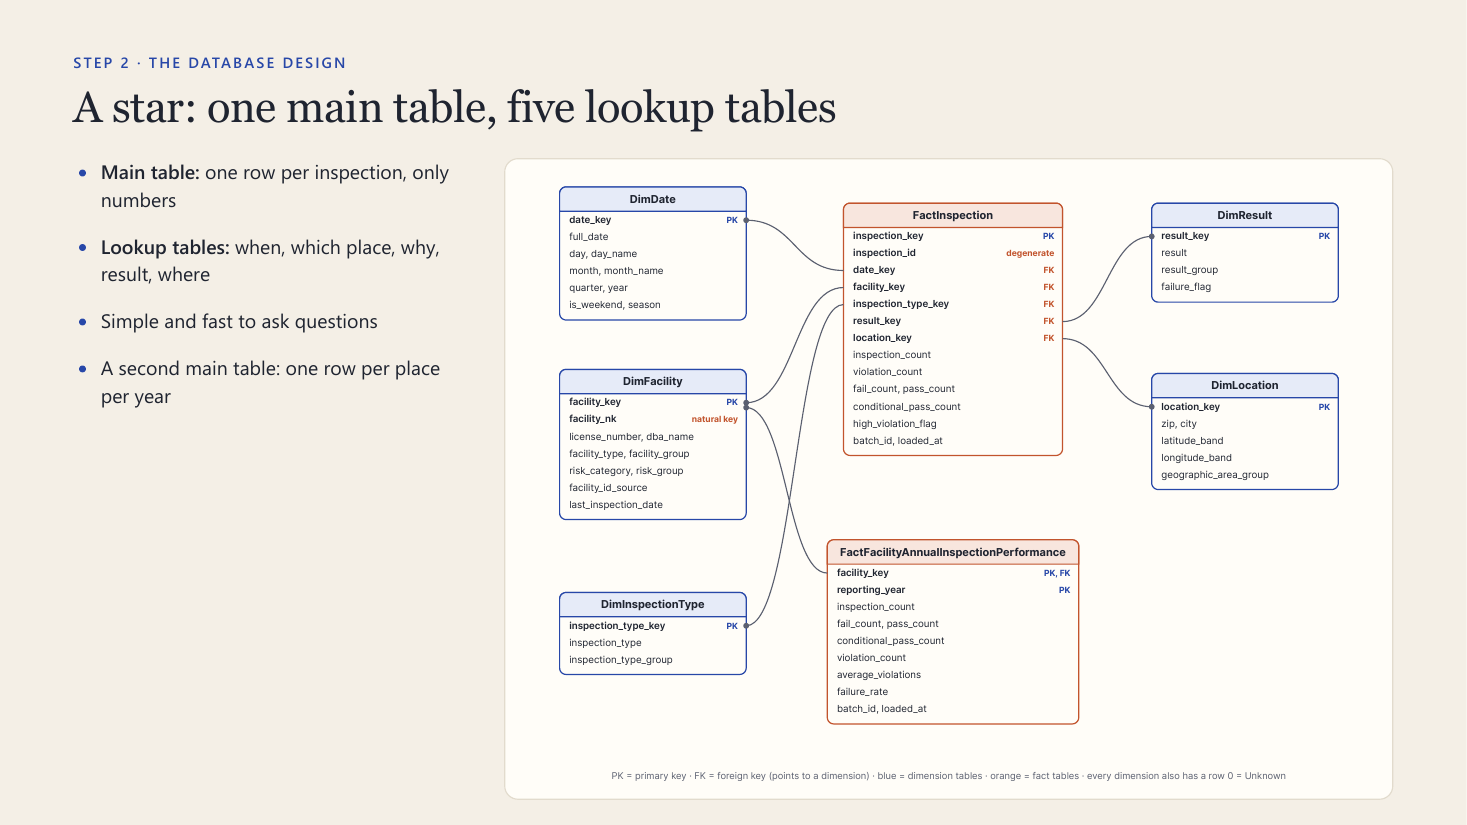 STEP 2 · THE DATABASE DESIGN
A star: one main table, five lookup tables
Main table: one row per inspection, only
numbers
Lookup tables: when, which place, why,
result, where
Simple and fast to ask questions
A second main table: one row per place
per year
DimDate
date_key PK
full_date
day, day_name
month, month_name
quarter, year
is_weekend, season
DimFacility
facility_key PK
facility_nk natural key
license_number, dba_name
facility_type, facility_group
risk_category, risk_group
facility_id_source
last_inspection_date
DimInspectionType
inspection_type_key PK
inspection_type
inspection_type_group
FactInspection
inspection_key PK
inspection_id degenerate
date_key FK
facility_key FK
inspection_type_key FK
result_key FK
location_key FK
inspection_count
violation_count
fail_count, pass_count
conditional_pass_count
high_violation_flag
batch_id, loaded_at
FactFacilityAnnualInspectionPerformance
facility_key PK, FK
reporting_year PK
inspection_count
fail_count, pass_count
conditional_pass_count
violation_count
average_violations
failure_rate
batch_id, loaded_at
DimResult
result_key PK
result
result_group
failure_flag
DimLocation
location_key PK
zip, city
latitude_band
longitude_band
geographic_area_group
PK = primary key · FK = foreign key (points to a dimension) · blue = dimension tables · orange = fact tables · every dimension also has a row 0 = Unknown